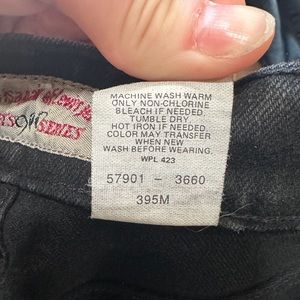 SERIES
MACHINE WASH WARM
ONLY NON-CHLORINE
BLEACH IF NEEDED.
TUMBLE DRY.
HOT IRON IF NEEDED.
COLOR MAY TRANSFER
WHEN NEW
WASH BEFORE WEARING.
WPL 423
57901 - 3660
395M